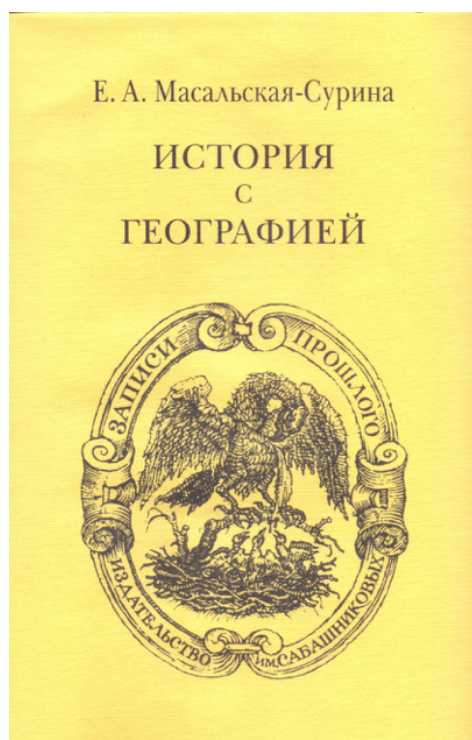 Е. А. Масальская-Сурина
ИСТОРИЯ
С
ГЕОГРАФИЕЙ
ЗАПИСИ
ПРОШЛОГО
ИЗДАТЕЛЬСТВО
ИМ. САБАШНИКОВЫХ